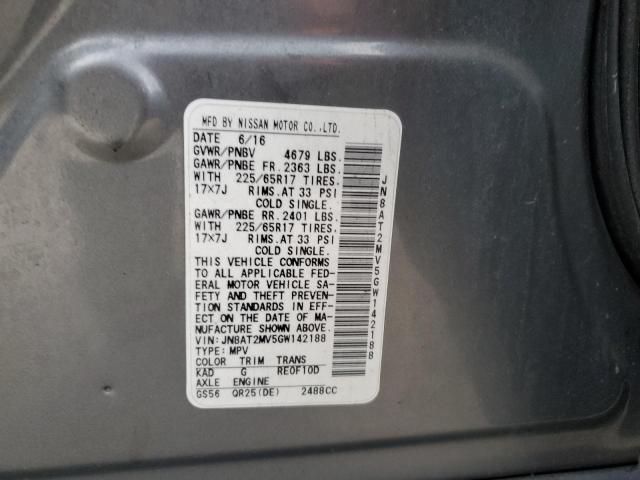 MFD BY NISSAN MOTOR CO.,LTD.
DATE 6/16
GVWR/PNBV 4679 LBS.
GAWR/PNBE FR. 2363 LBS.
WITH 225/65R17 TIRES.
17×7J RIMS.AT 33 PSI
COLD SINGLE.
GAWR/PNBE RR. 2401 LBS.
WITH 225/65R17 TIRES.
17×7J RIMS.AT 33 PSI
COLD SINGLE.
THIS VEHICLE CONFORMS
TO ALL APPLICABLE FED-
ERAL MOTOR VEHICLE SA-
FETY AND THEFT PREVEN-
TION STANDARDS IN EFF-
ECT ON THE DATE OF MA-
NUFACTURE SHOWN ABOVE.
VIN: JN8AT2MV5GW142188
TYPE: MPV
COLOR TRIM TRANS
KAD G RE0F10D
AXLE ENGINE
GS56 QR25(DE) 2488CC
JN8AT2MV5GW142188